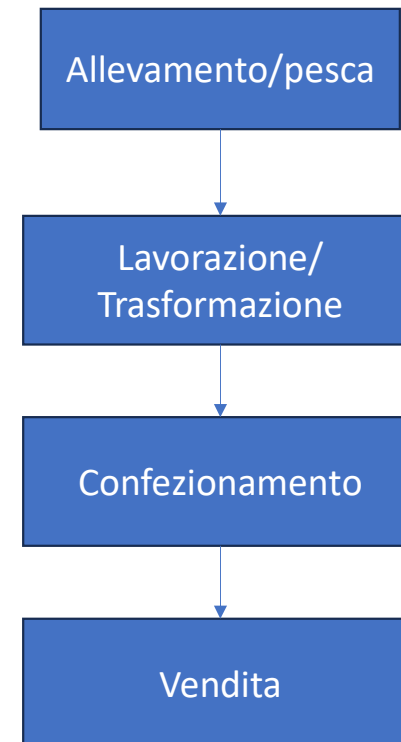 Allevamento/pesca
Lavorazione/
Trasformazione
Confezionamento
Vendita